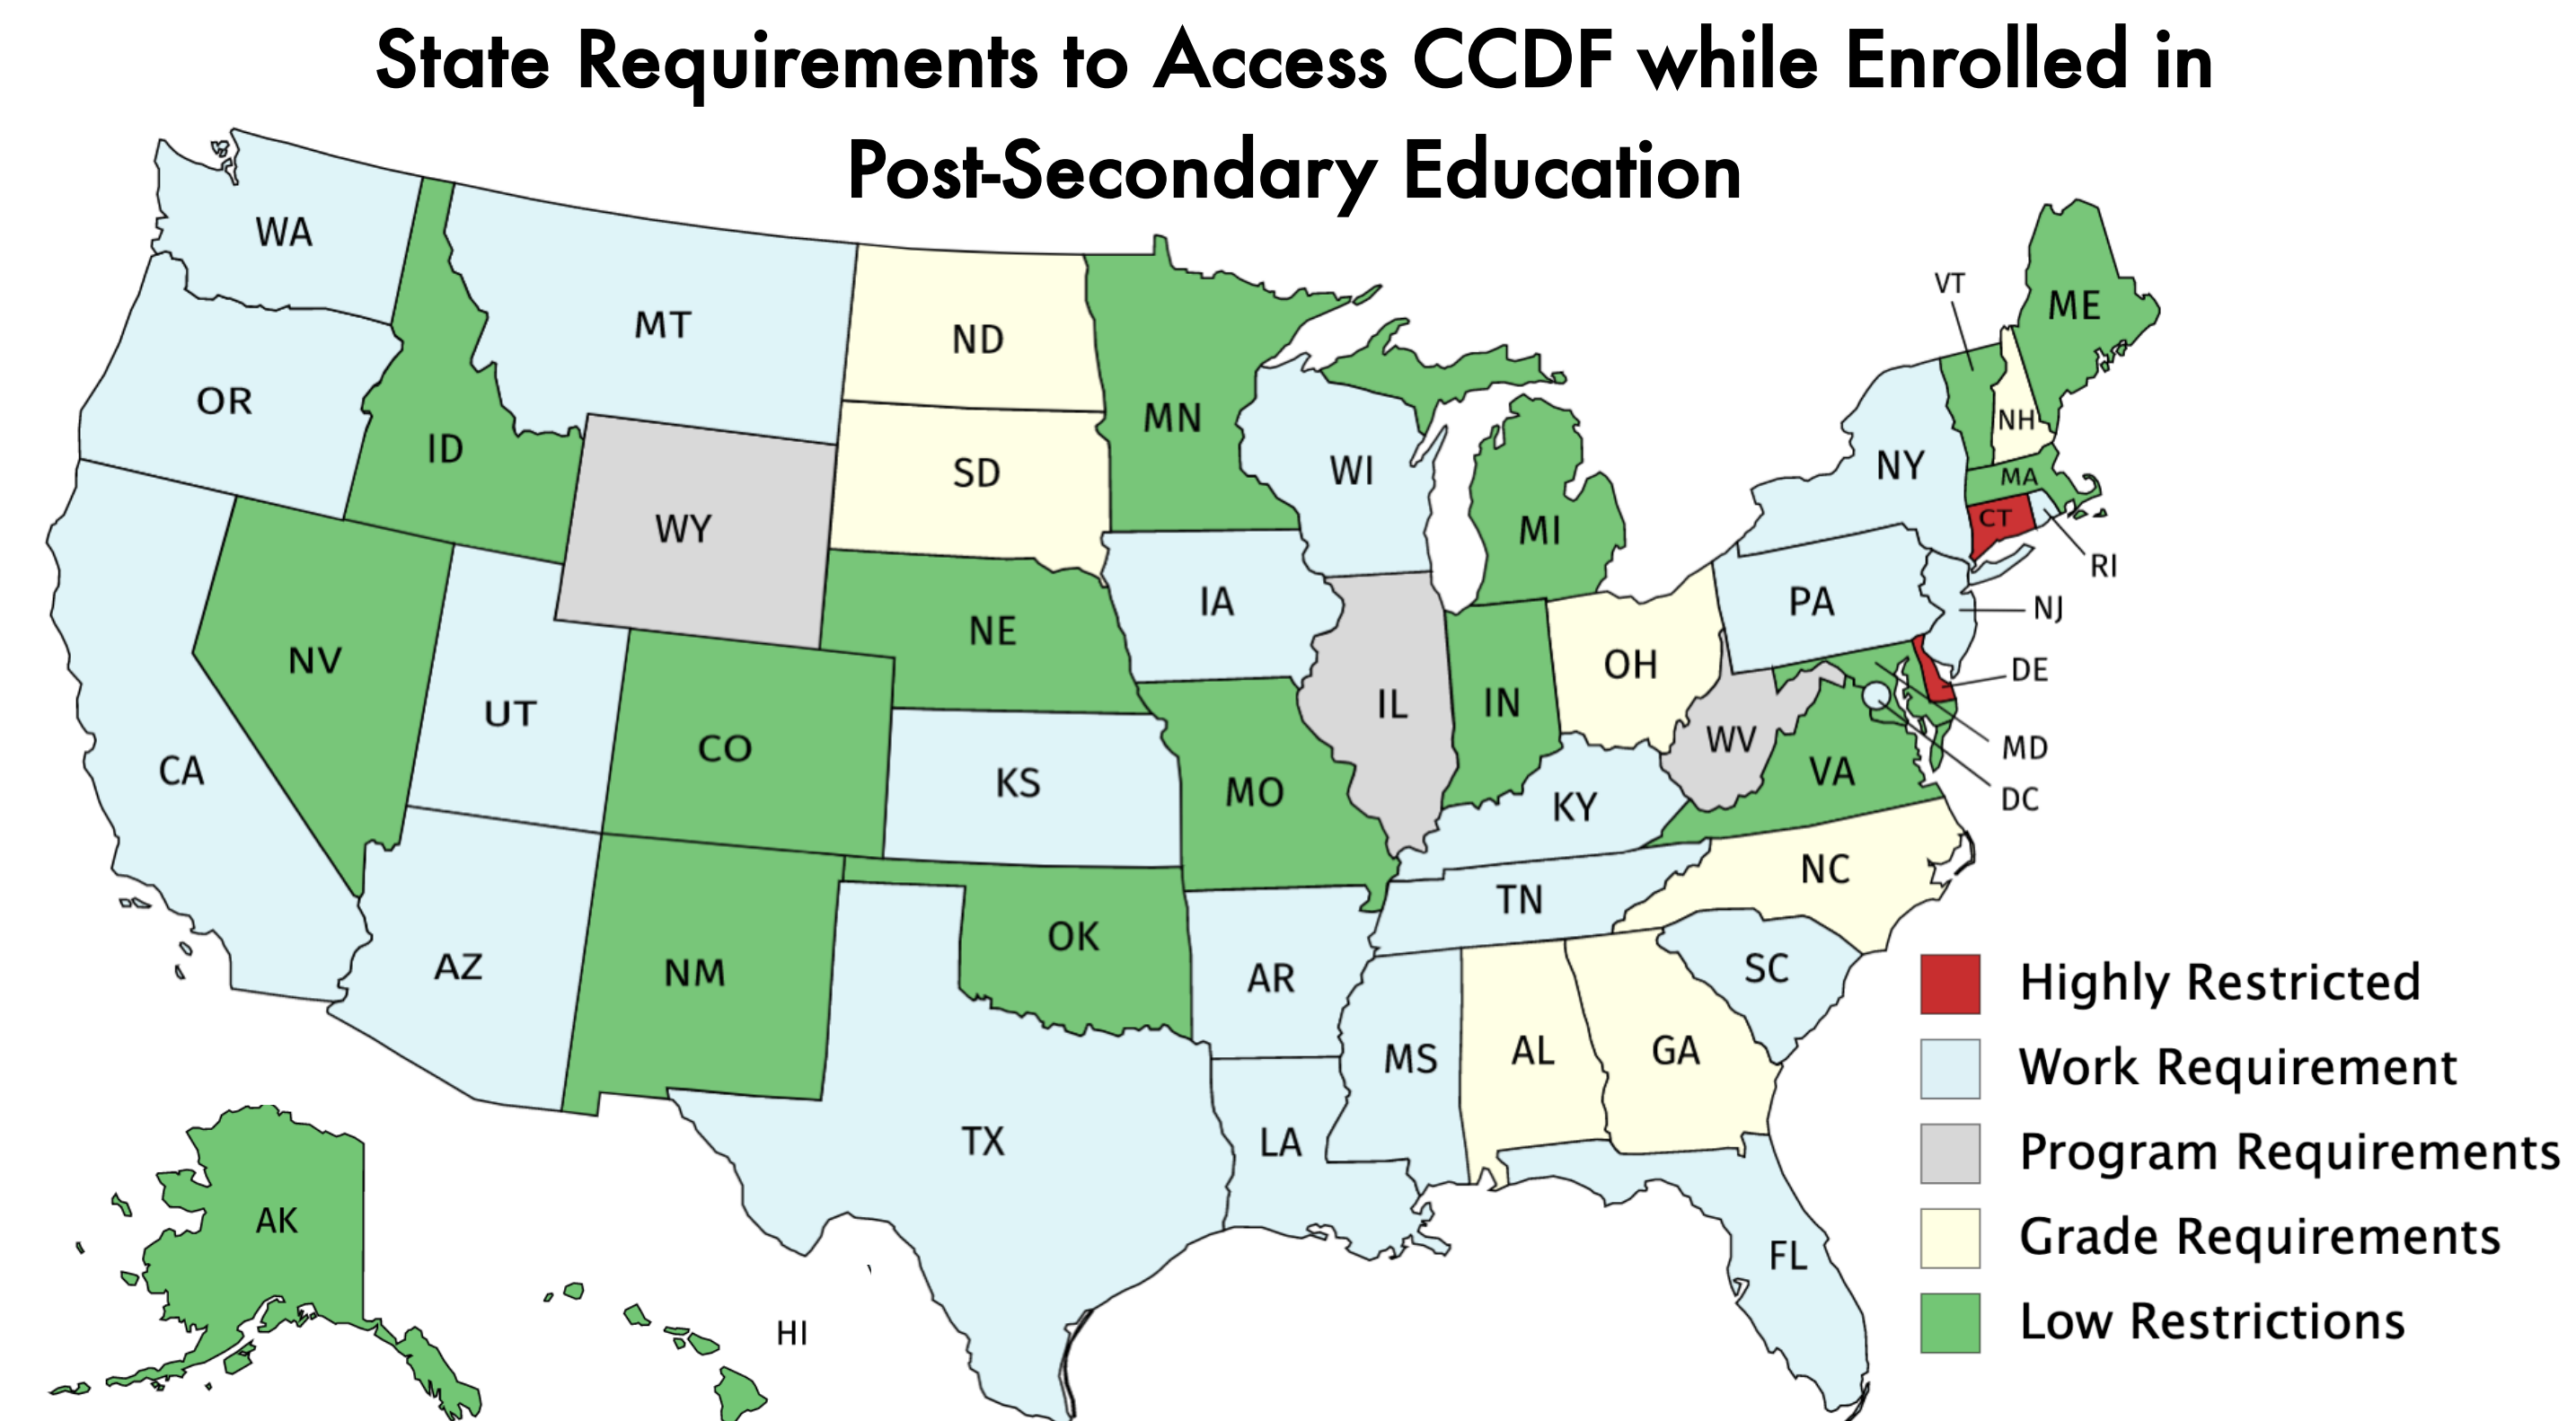 State Requirements to Access CCDF while Enrolled in
Post-Secondary Education
WA
OR
CA
ID
NV
MT
WY
UT
AZ
CO
NM
ND
SD
NE
KS
OK
TX
MN
IA
MO
AR
LA
WI
IL
MS
MI
IN
OH
KY
TN
AL
GA
FL
SC
NC
VA
WV
PA
NY
VT
NH
ME
MA
CT
RI
NJ
DE
MD
DC
AK
HI
Highly Restricted
Work Requirement
Program Requirements
Grade Requirements
Low Restrictions